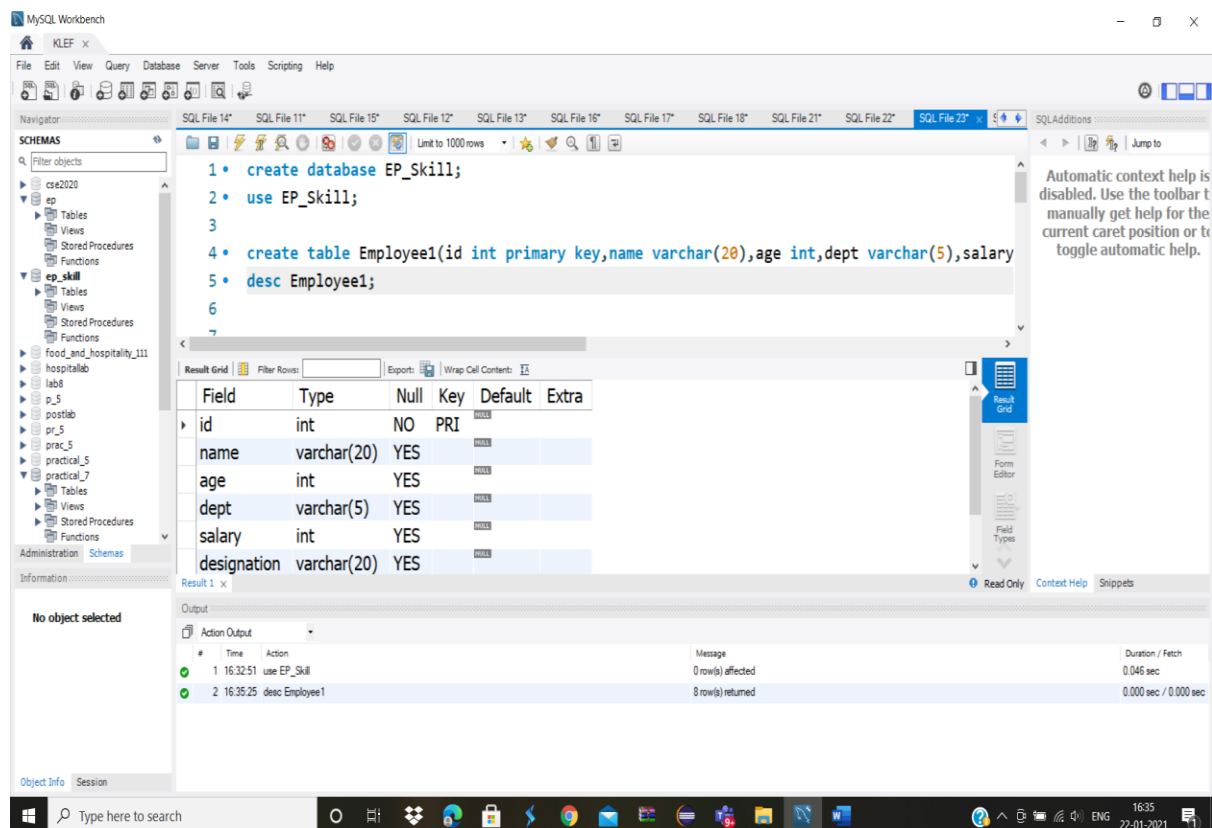 MySQL Workbench
KLEF
File Edit View Query Database Server Tools Scripting Help
Navigator
SCHEMAS
Filter objects
cse2020
ep
Tables
Views
Stored Procedures
Functions
ep_skill
Tables
Views
Stored Procedures
Functions
food_and_hospitality_111
hospitallab
lab8
p_5
postlab
pr_5
prac_5
practical_5
practical_7
Tables
Views
Stored Procedures
Functions
Administration Schemas
Information
No object selected
Object Info Session
SQL File 14* SQL File 11* SQL File 15* SQL File 12* SQL File 13* SQL File 16* SQL File 17* SQL File 18* SQL File 21* SQL File 22* SQL File 23*
Limit to 1000 rows
1 create database EP_Skill;
2 use EP_Skill;
3
4 create table Employee1(id int primary key,name varchar(20),age int,dept varchar(5),salary
5 desc Employee1;
6
7
Result Grid Filter Rows: Export: Wrap Cell Content:
Field Type Null Key Default Extra
id int NO PRI NULL
name varchar(20) YES NULL
age int YES NULL
dept varchar(5) YES NULL
salary int YES NULL
designation varchar(20) YES NULL
Result Grid
Form Editor
Field Types
Result 1 Read Only
Output
Action Output
# Time Action Message Duration / Fetch
1 16:32:51 use EP_Skill 0 row(s) affected 0.046 sec
2 16:35:25 desc Employee1 8 row(s) returned 0.000 sec / 0.000 sec
SQLAdditions
Jump to
Automatic context help is
disabled. Use the toolbar t
manually get help for the
current caret position or to
toggle automatic help.
Context Help Snippets
Type here to search
ENG
16:35
22-01-2021